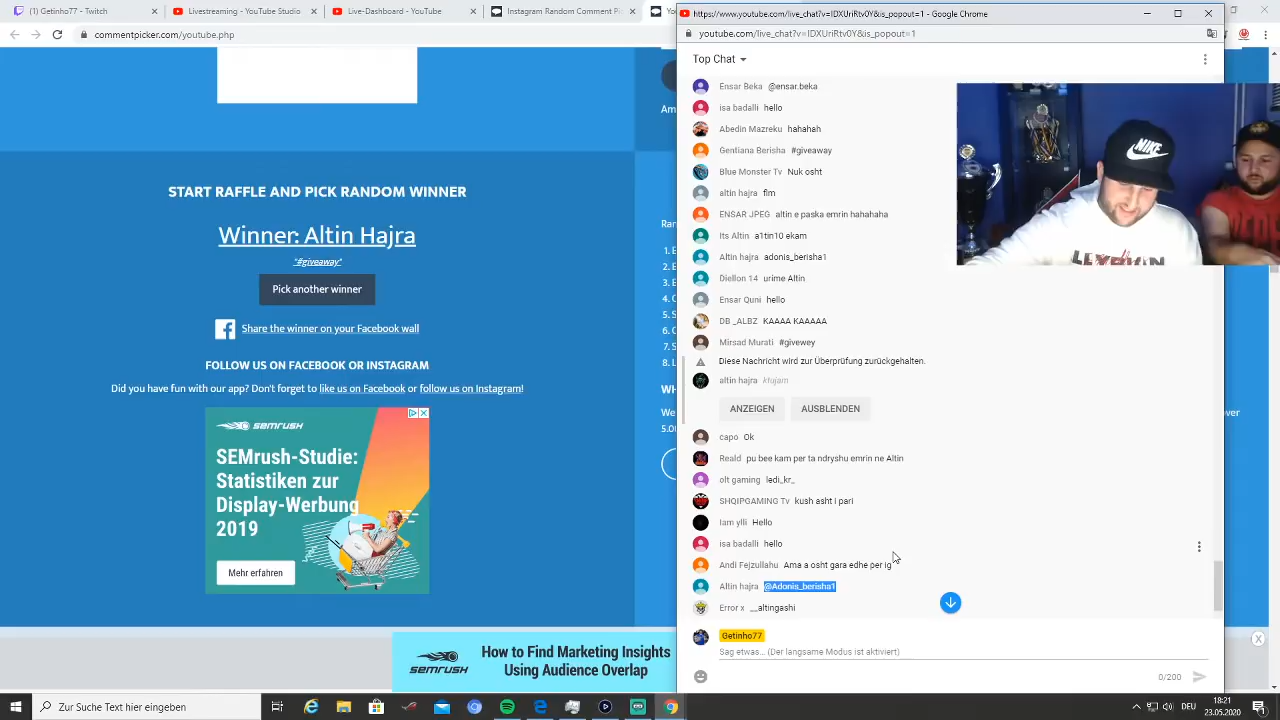 (1) Getinho77 - Twitch
Livestreaming - YouTube Studio
Live-Dashboard - YouTube
Instagram Random Comment Pic
commentpicker.com/youtube.php
START RAFFLE AND PICK RANDOM WINNER
Winner: Altin Hajra
"#giveaway"
Pick another winner
Share the winner on your Facebook wall
FOLLOW US ON FACEBOOK OR INSTAGRAM
Did you have fun with our app? Don't forget to like us on Facebook or follow us on Instagram!
SEMRUSH
SEMrush-Studie:
Statistiken zur
Display-Werbung
2019
Mehr erfahren
SEMRUSH
How to Find Marketing Insights
Using Audience Overlap
https://www.youtube.com/live_chat?v=IDXUriRtv0Y&is_popout=1 - Google Chrome
youtube.com/live_chat?v=IDXUriRtv0Y&is_popout=1
Top Chat
Ensar Beka @ensar.beka
isa badalli hello
Abedin Mazreku hahahah
Gentiana Berisha #giveaway
Blue Monster Tv Nuk osht
altin hajra flm
ENSAR JPEG altin e paska emrin hahahaha
Its Altin a1tin10 ekam
Altin hajra adonis_berisha1
Diellon 14 urime Altin
Ensar Quni hello
DB _ALBZ KAAAA KAAAAA
Mirsad Murati #givewey
Diese Nachricht wird zur Überprüfung zurückgehalten.
altin hajra ktujam
ANZEIGEN AUSBLENDEN
capo Ok
Reald pu bee kam per ta ndryshu emrin ne Altin
olt gaming ledi_kr_
SHQIPGAMING Tv kush asht i pari
Iam ylli Hello
isa badalli hello
Andi Fejzullahu Ama a osht gara edhe per ig
Altin hajra @Adonis_berisha1
Error x __altingashi
Getinho77
Sag etwas... (Der langsame Modus ist aktiviert)
0/200
NIKE
Zur Suche Text hier eingeben
DEU
18:21
23.05.2020